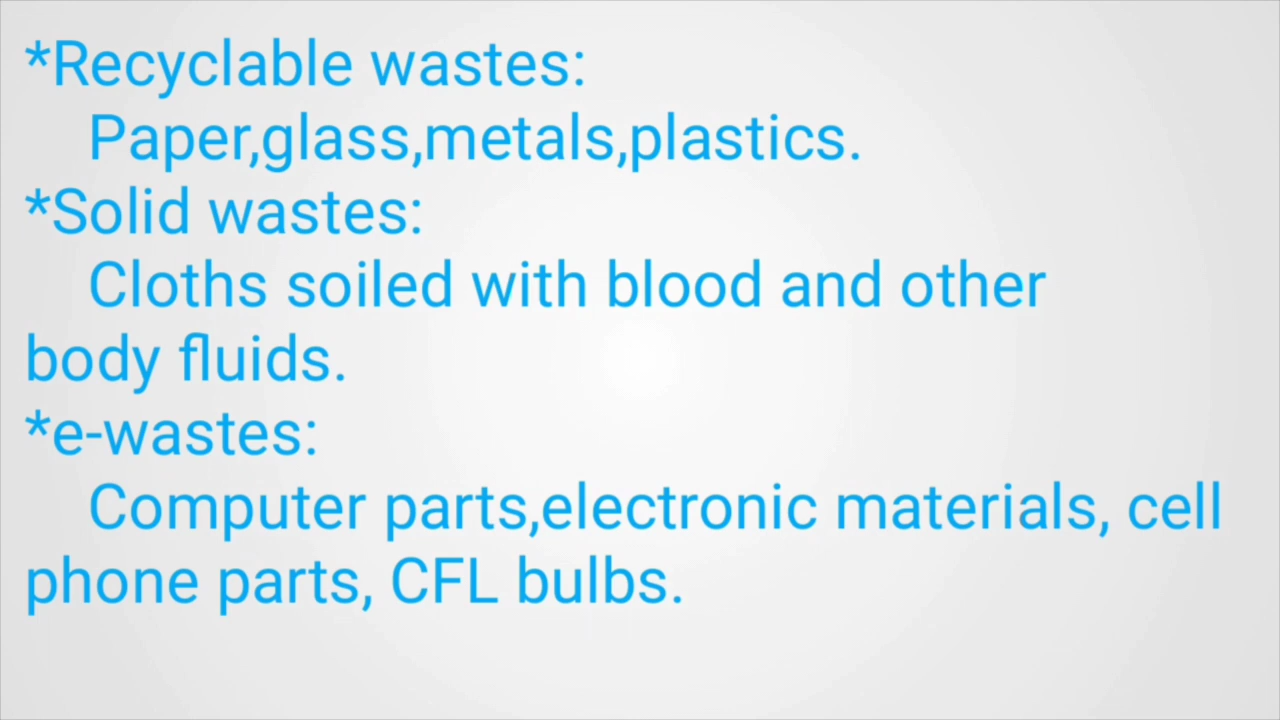 *Recyclable wastes:
Paper,glass,metals,plastics.
*Solid wastes:
Cloths soiled with blood and other
body fluids.
*e-wastes:
Computer parts,electronic materials, cell
phone parts, CFL bulbs.